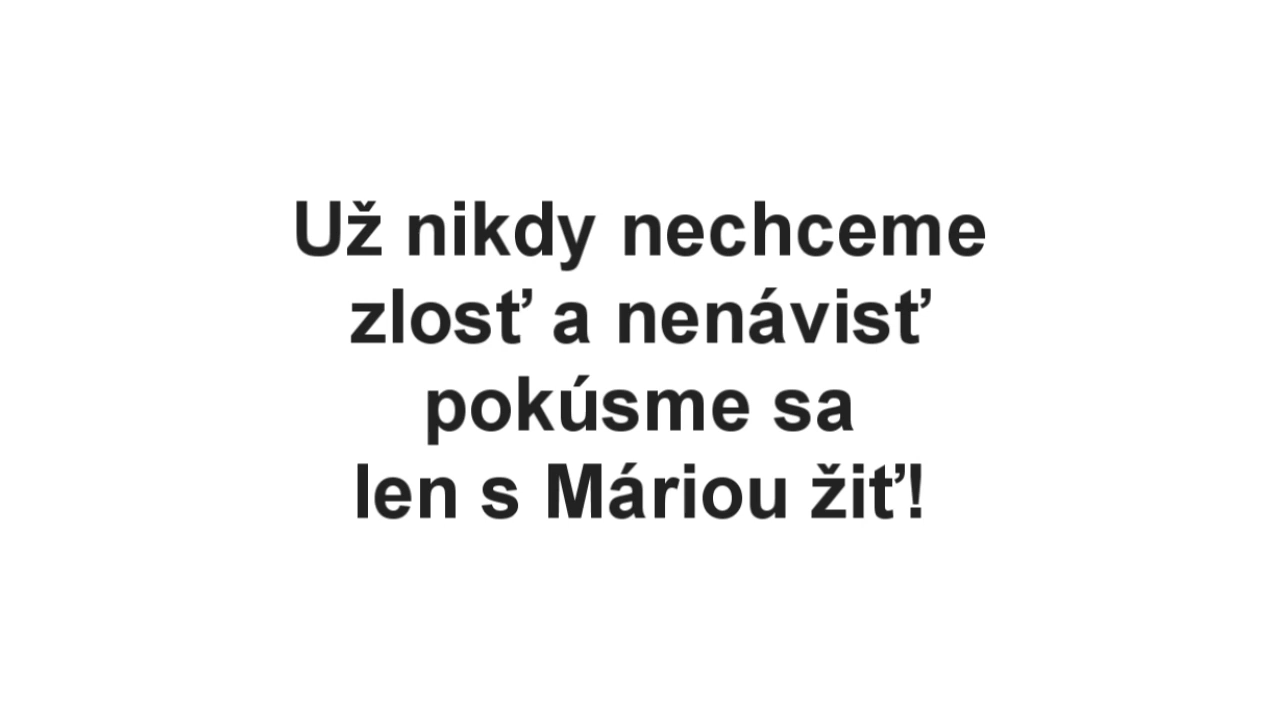 Už nikdy nechceme
zlosť a nenávisť
pokúsme sa
len s Máriou žiť!